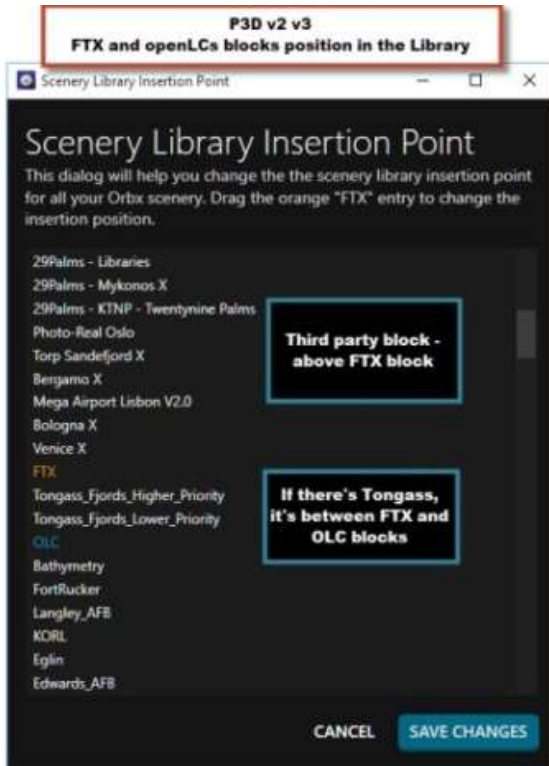 P3D v2 v3
FTX and openLCs blocks position in the Library
Scenery Library Insertion Point
Scenery Library Insertion Point
This dialog will help you change the the scenery library insertion point
for all your Orbx scenery. Drag the orange "FTX" entry to change the
insertion position.
29Palms - Libraries
29Palms - Mykonos X
29Palms - KTNP - Twentynine Palms
Photo-Real Oslo
Torp Sandefjord X
Bergamo X
Mega Airport Lisbon V2.0
Bologna X
Venice X
Third party block -
above FTX block
FTX
Tongass_Fjords_Higher_Priority
Tongass_Fjords_Lower_Priority
OLC
If there's Tongass,
it's between FTX and
OLC blocks
Bathymetry
FortRucker
Langley_AFB
KORL
Eglin
Edwards_AFB
CANCEL
SAVE CHANGES